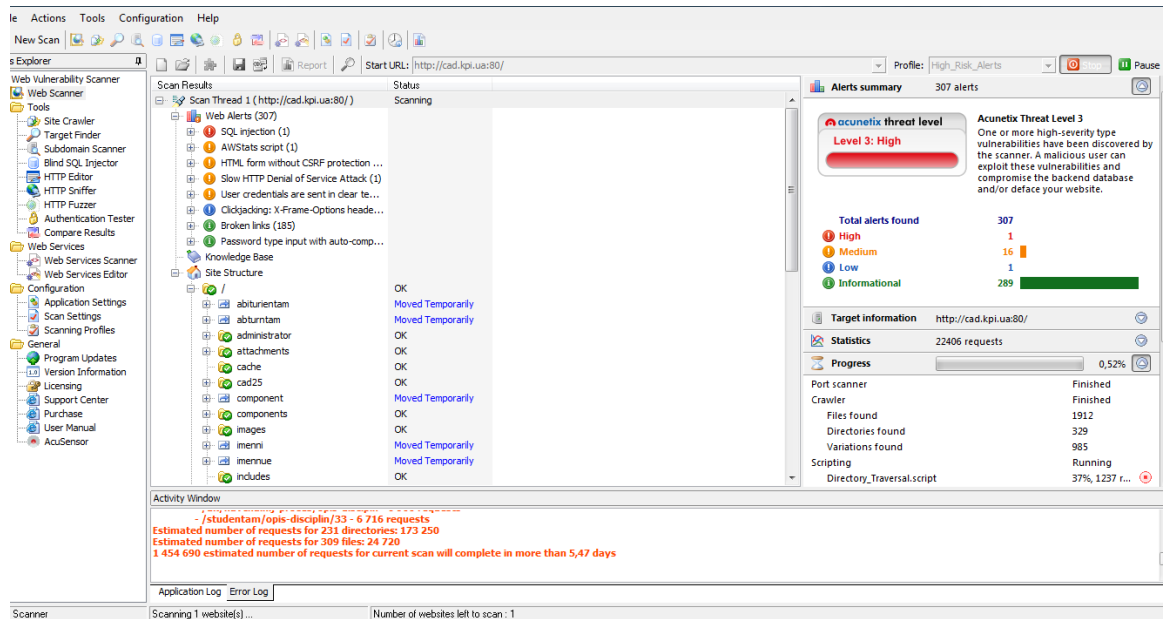 le Actions Tools Configuration Help
New Scan
Report Start URL: http://cad.kpi.ua:80/ Profile: High_Risk_Alerts Stop Pause
s Explorer
Web Vulnerability Scanner
Web Scanner
Tools
Site Crawler
Target Finder
Subdomain Scanner
Blind SQL Injector
HTTP Editor
HTTP Sniffer
HTTP Fuzzer
Authentication Tester
Compare Results
Web Services
Web Services Scanner
Web Services Editor
Configuration
Application Settings
Scan Settings
Scanning Profiles
General
Program Updates
Version Information
Licensing
Support Center
Purchase
User Manual
AcuSensor
Scan Results Status
Scan Thread 1 ( http://cad.kpi.ua:80/ ) Scanning
Web Alerts (307)
SQL injection (1)
AWStats script (1)
HTML form without CSRF protection ...
Slow HTTP Denial of Service Attack (1)
User credentials are sent in clear te...
Clickjacking: X-Frame-Options heade...
Broken links (185)
Password type input with auto-comp...
Knowledge Base
Site Structure
/ OK
abiturientam Moved Temporarily
abturntam Moved Temporarily
administrator OK
attachments OK
cache OK
cad25 OK
component Moved Temporarily
components OK
images OK
imenni Moved Temporarily
imennue Moved Temporarily
includes OK
Alerts summary 307 alerts
acunetix threat level
Level 3: High
Acunetix Threat Level 3
One or more high-severity type
vulnerabilities have been discovered by
the scanner. A malicious user can
exploit these vulnerabilities and
compromise the backend database
and/or deface your website.
Total alerts found 307
High 1
Medium 16
Low 1
Informational 289
Target information http://cad.kpi.ua:80/
Statistics 22406 requests
Progress 0,52%
Port scanner Finished
Crawler Finished
Files found 1912
Directories found 329
Variations found 985
Scripting Running
Directory_Traversal.script 37%, 1237 r...
Activity Window
- /studentam/opis-disciplin/33 - 6 716 requests
Estimated number of requests for 231 directories: 173 250
Estimated number of requests for 309 files: 24 720
1 454 690 estimated number of requests for current scan will complete in more than 5,47 days
Application Log Error Log
Scanner Scanning 1 website(s) ... Number of websites left to scan : 1